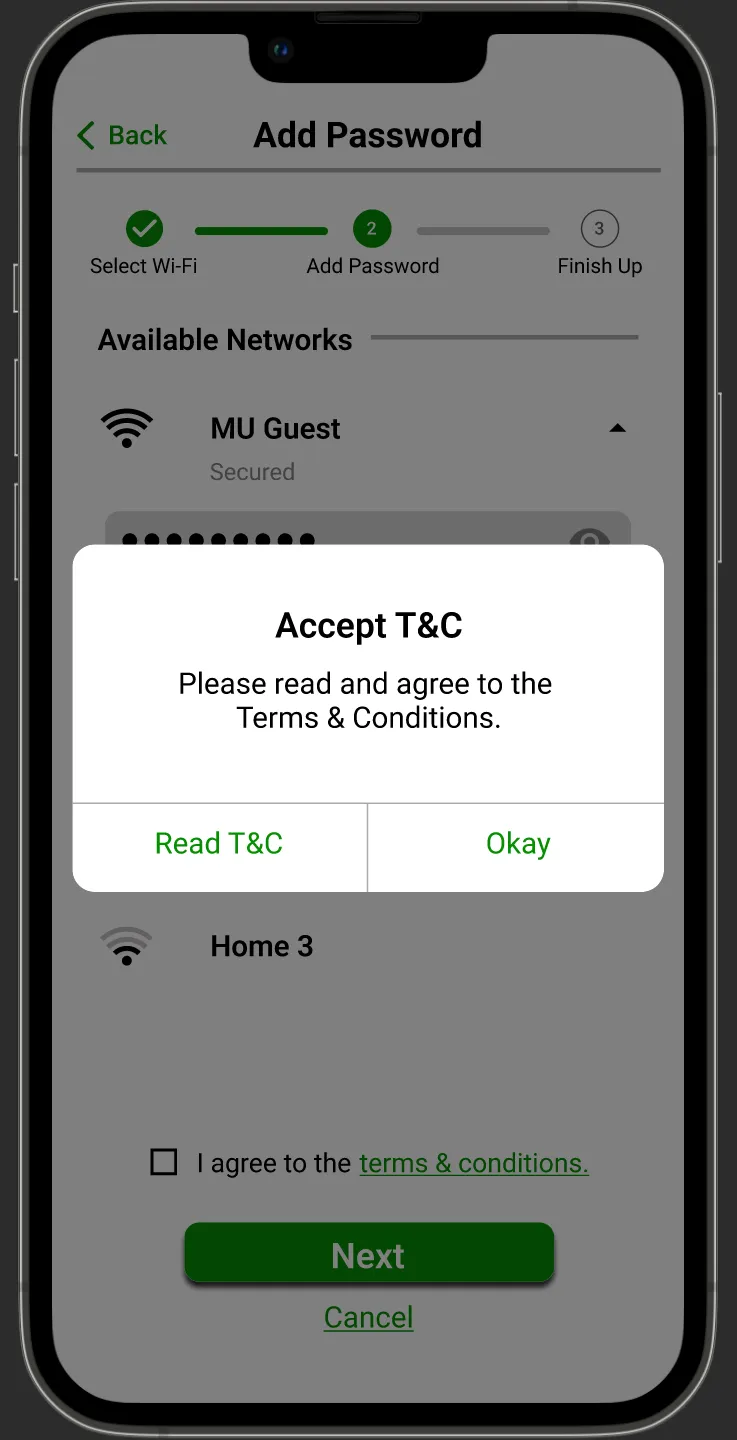 Back
Add Password
2
3
Select Wi-Fi
Add Password
Finish Up
Available Networks
MU Guest
Secured
Accept T&C
Please read and agree to the
Terms & Conditions.
Read T&C
Okay
Home 3
I agree to the terms & conditions.
Next
Cancel